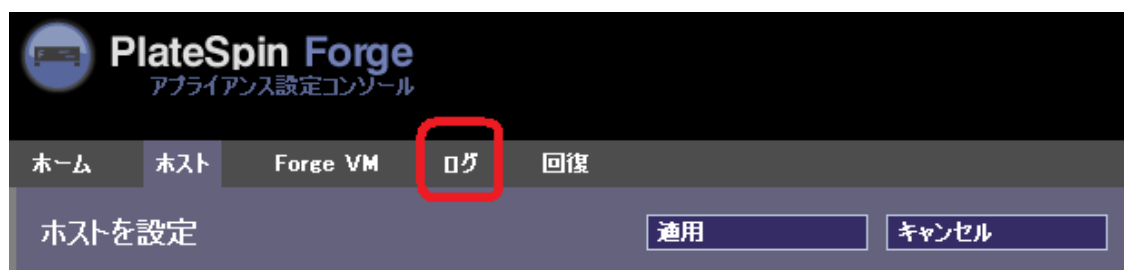 PlateSpin Forge
アプライアンス設定コンソール
ホーム ホスト Forge VM ログ 回復
ホストを設定 適用 キャンセル